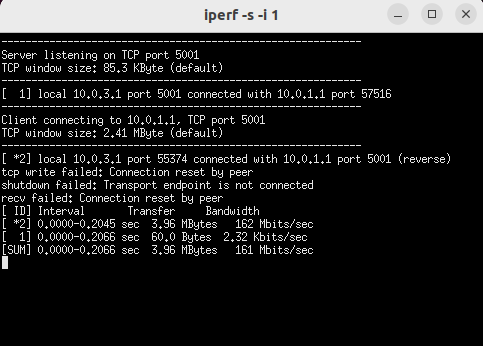 iperf -s -i 1
------------------------------------------------------------
Server listening on TCP port 5001
TCP window size: 85.3 KByte (default)
------------------------------------------------------------
[  1] local 10.0.3.1 port 5001 connected with 10.0.1.1 port 57516
------------------------------------------------------------
Client connecting to 10.0.1.1, TCP port 5001
TCP window size: 2.41 MByte (default)
------------------------------------------------------------
[ *2] local 10.0.3.1 port 55374 connected with 10.0.1.1 port 5001 (reverse)
tcp write failed: Connection reset by peer
shutdown failed: Transport endpoint is not connected
recv failed: Connection reset by peer
[ ID] Interval       Transfer     Bandwidth
[ *2] 0.0000-0.2045 sec  3.96 MBytes   162 Mbits/sec
[  1] 0.0000-0.2066 sec  60.0 Bytes  2.32 Kbits/sec
[SUM] 0.0000-0.2066 sec  3.96 MBytes   161 Mbits/sec